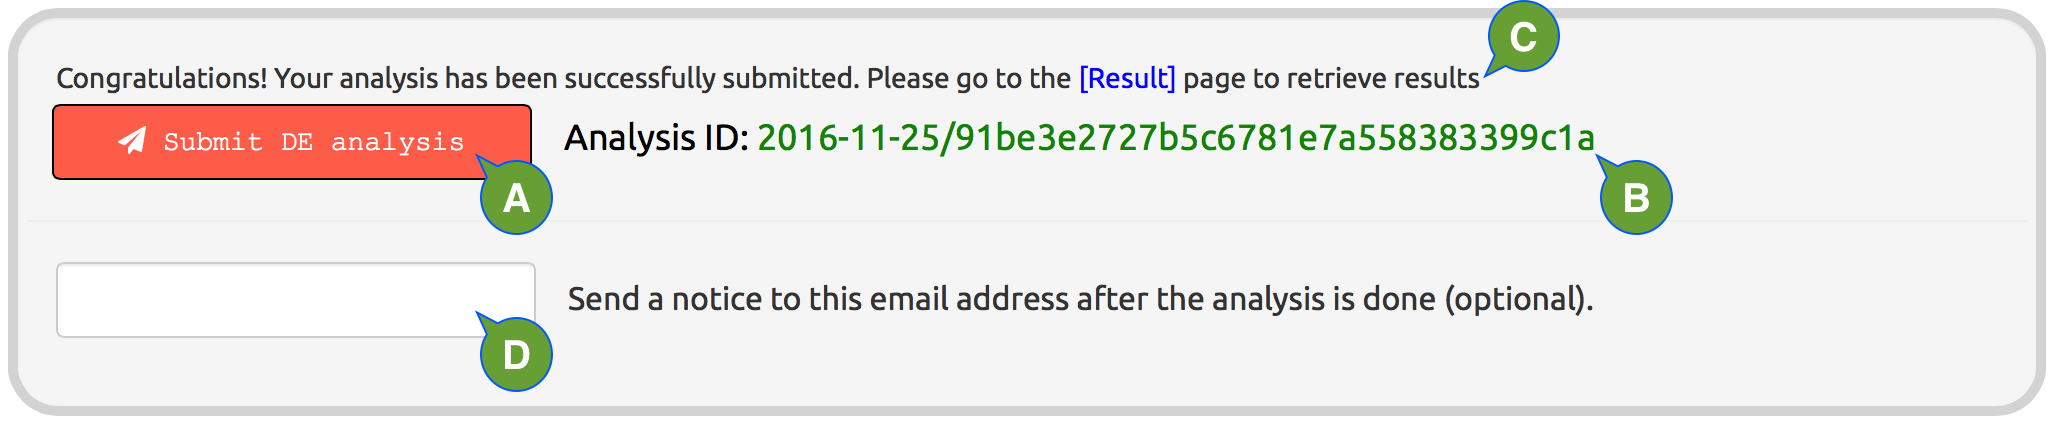 C
Congratulations! Your analysis has been successfully submitted. Please go to the [Result] page to retrieve results
Submit DE analysis
Analysis ID: 2016-11-25/91be3e2727b5c6781e7a558383399c1a
A
B
Send a notice to this email address after the analysis is done (optional).
D